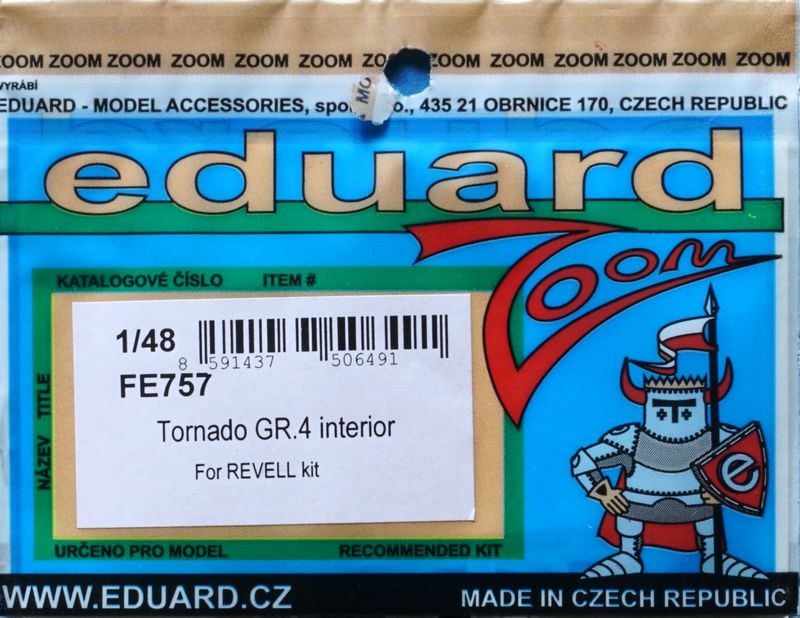 ZOOM ZOOM ZOOM ZOOM ZOOM ZOOM ZOOM ZOOM ZOOM ZOOM ZOOM
VYRÁBÍ
EDUARD - MODEL ACCESSORIES, 435 21 OBRNICE 170, CZECH REPUBLIC
eduard
Zoom
KATALOGOVÉ ČÍSLO ITEM #
1/48
8 591437 506491
FE757
Tornado GR.4 interior
For REVELL kit
NÁZEV TITLE
e
URČENO PRO MODEL RECOMMENDED KIT
WWW.EDUARD.CZ MADE IN CZECH REPUBLIC